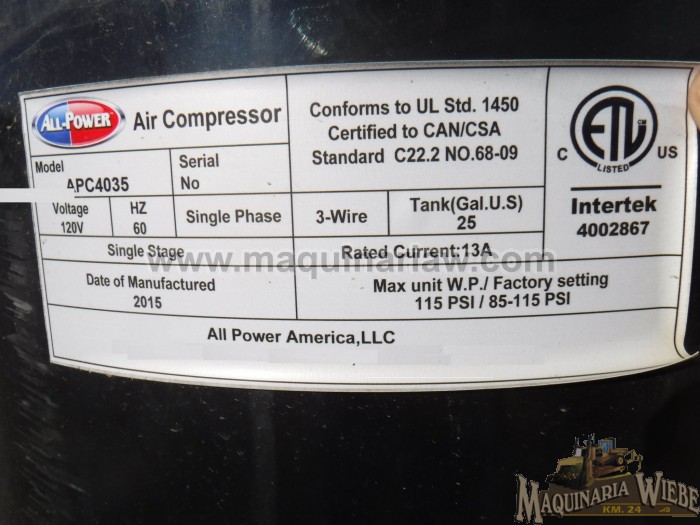 ALL-POWER Air Compressor
Conforms to UL Std. 1450
Certified to CAN/CSA
Standard C22.2 NO.68-09
ETL
CM
LISTED
C US
Intertek
4002867
Model
APC4035
Serial
No
Voltage
120V
HZ
60
Single Phase
3-Wire
Tank(Gal.U.S)
25
Single Stage
Rated Current:13A
www.maquinariaw.com
Date of Manufactured
2015
Max unit W.P./ Factory setting
115 PSI / 85-115 PSI
All Power America,LLC
MAQUINARIA WIEBE
KM. 24